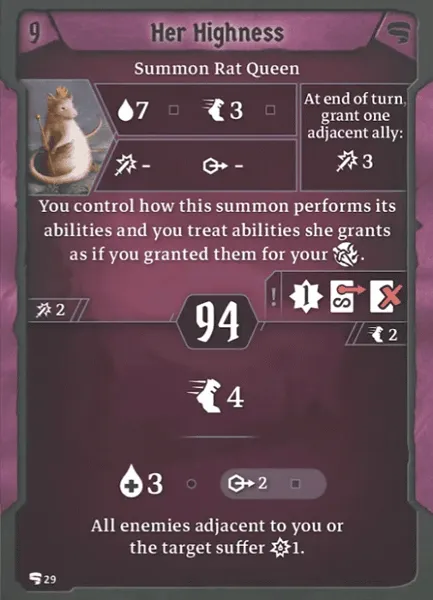 9
Her Highness
Summon Rat Queen
7
3
-
-
At end of turn,
grant one
adjacent ally:
3
You control how this summon performs its
abilities and you treat abilities she grants
as if you granted them for your
.
! 1
2
94
2
4
3
2
All enemies adjacent to you or
the target suffer 1.
29